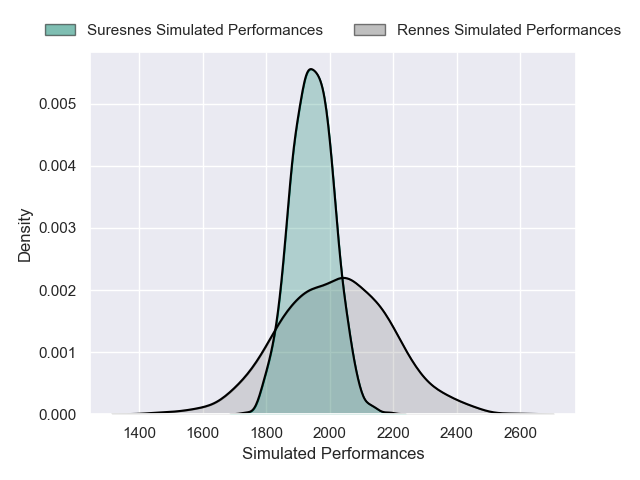 Suresnes Simulated Performances
Rennes Simulated Performances
0.005
0.004
0.003
0.002
0.001
0.000
Density
1400 1600 1800 2000 2200 2400 2600
Simulated Performances